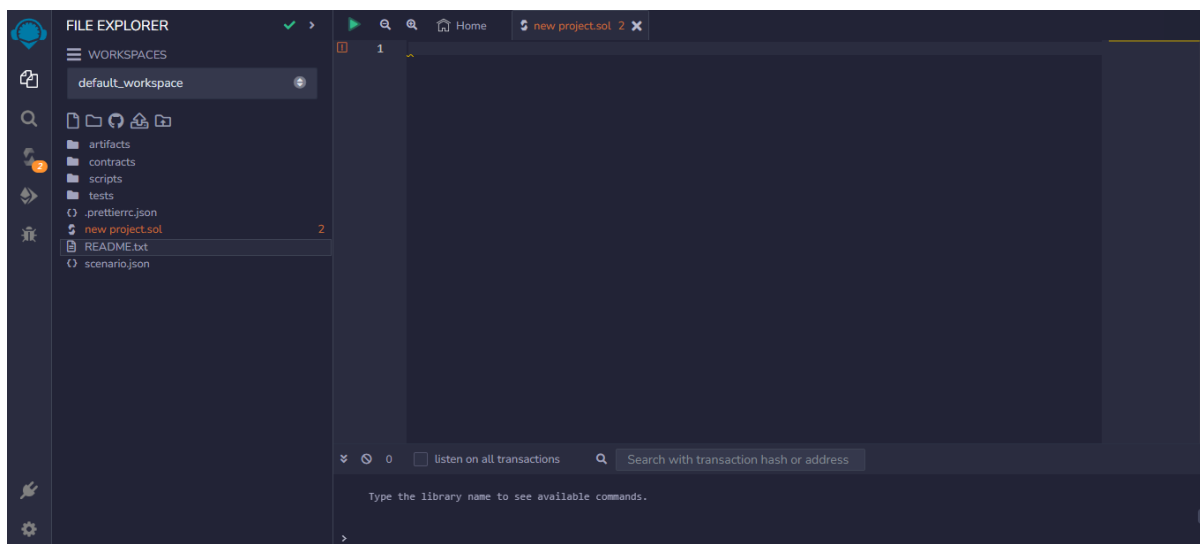 FILE EXPLORER
WORKSPACES
default_workspace
artifacts
contracts
scripts
tests
.prettierrc.json
new project.sol 2
README.txt
scenario.json
2
Home
new project.sol 2
1
0 listen on all transactions Search with transaction hash or address
Type the library name to see available commands.
>